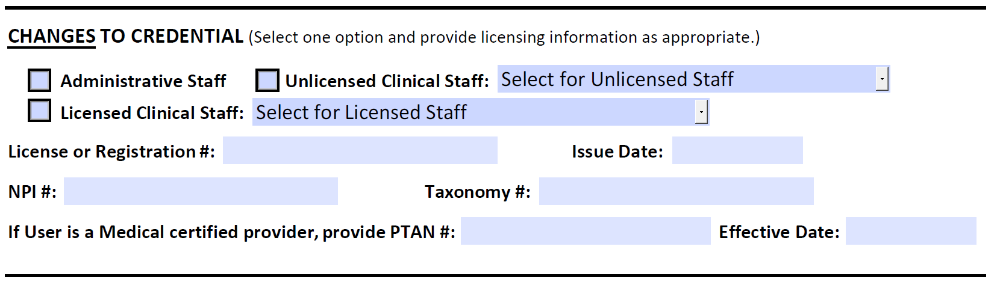 CHANGES TO CREDENTIAL (Select one option and provide licensing information as appropriate.)
Administrative Staff Unlicensed Clinical Staff: Select for Unlicensed Staff
Licensed Clinical Staff: Select for Licensed Staff
License or Registration #: Issue Date:
NPI #: Taxonomy #:
If User is a Medical certified provider, provide PTAN #: Effective Date: